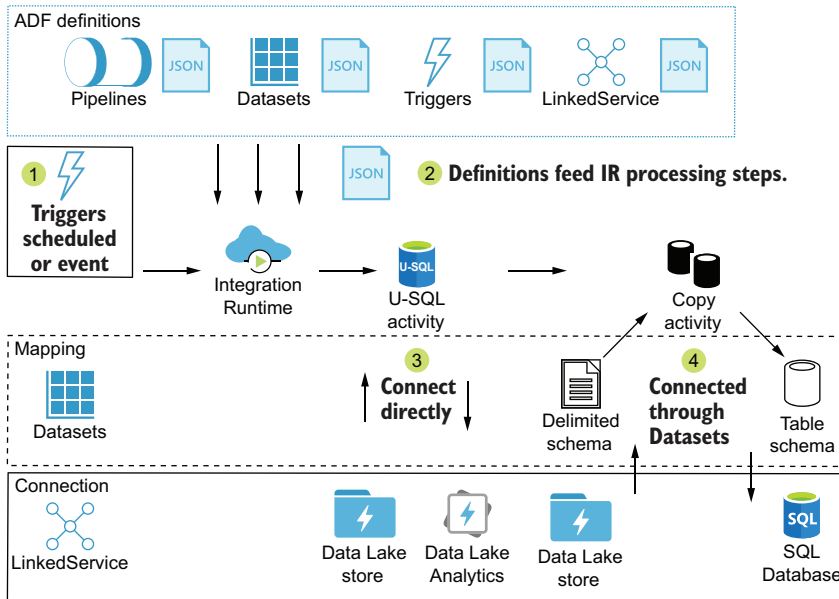 ADF definitions
JSON
JSON
JSON
JSON
Pipelines
Datasets
Triggers
LinkedService
1
Triggers
scheduled
or event
JSON
2 Definitions feed IR processing steps.
Integration
Runtime
U-SQL
U-SQL
activity
Copy
activity
Mapping
Datasets
3
Connect
directly
Delimited
schema
4
Connected
through
Datasets
Table
schema
Connection
LinkedService
Data Lake
store
Data Lake
Analytics
Data Lake
store
SQL
SQL
Database